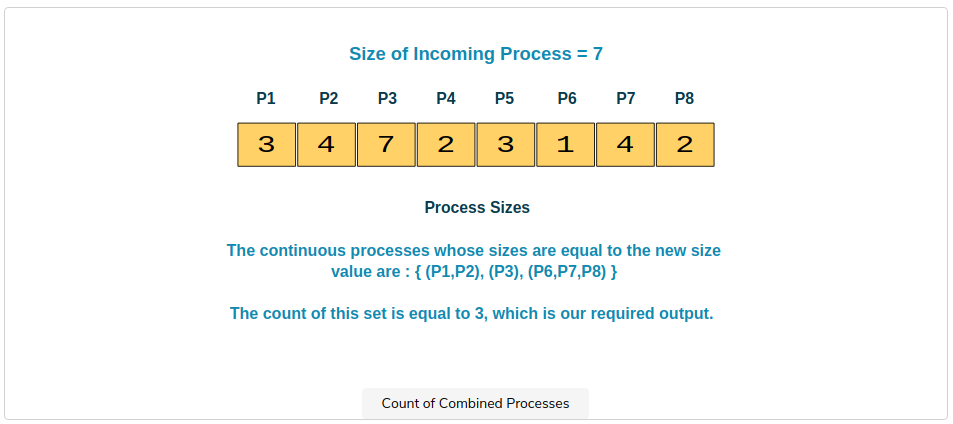 Size of Incoming Process = 7
P1 P2 P3 P4 P5 P6 P7 P8
3 4 7 2 3 1 4 2
Process Sizes
The continuous processes whose sizes are equal to the new size
value are : { (P1,P2), (P3), (P6,P7,P8) }
The count of this set is equal to 3, which is our required output.
Count of Combined Processes